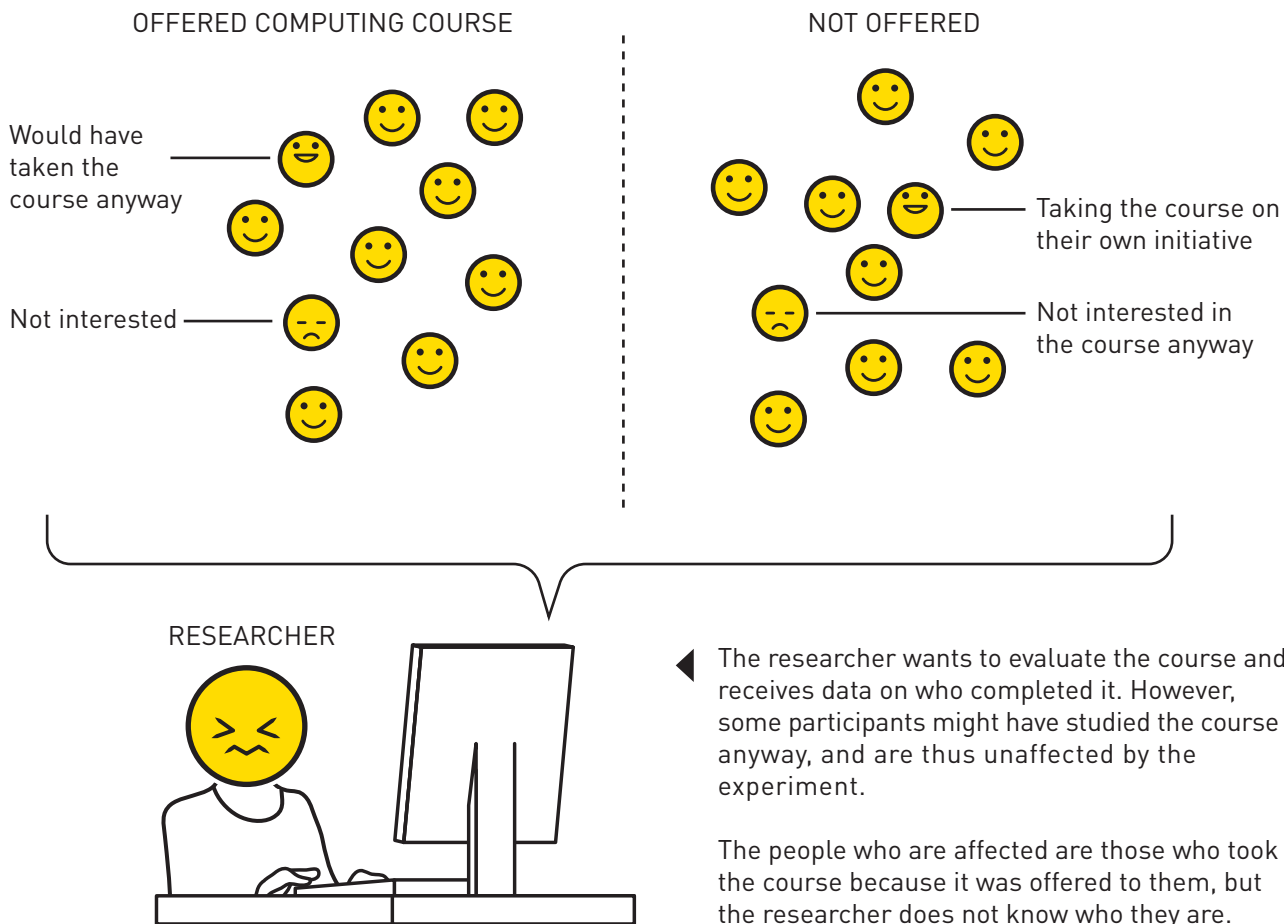 OFFERED COMPUTING COURSE
NOT OFFERED
Would have
taken the
course anyway
Not interested
Taking the course on
their own initiative
Not interested in
the course anyway
RESEARCHER
The researcher wants to evaluate the course and
receives data on who completed it. However,
some participants might have studied the course
anyway, and are thus unaffected by the
experiment.
The people who are affected are those who took
the course because it was offered to them, but
the researcher does not know who they are.